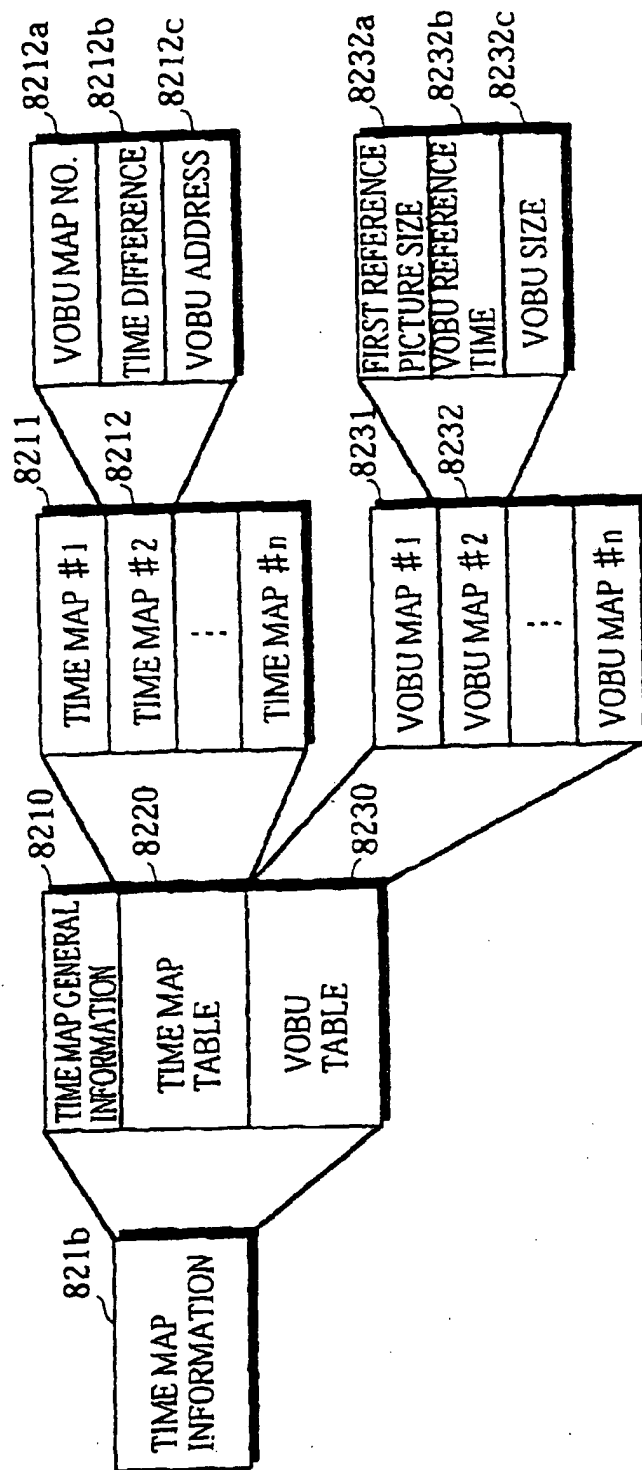 821b
TIME MAP
INFORMATION
8210
TIME MAP GENERAL
INFORMATION
8220
TIME MAP
TABLE
8230
VOBU
TABLE
8211
TIME MAP #1
8212
TIME MAP #2
TIME MAP #n
8231
VOBU MAP #1
8232
VOBU MAP #2
VOBU MAP #n
8212a
VOBU MAP NO.
8212b
TIME DIFFERENCE
8212c
VOBU ADDRESS
8232a
FIRST REFERENCE
PICTURE SIZE
8232b
VOBU REFERENCE
TIME
8232c
VOBU SIZE